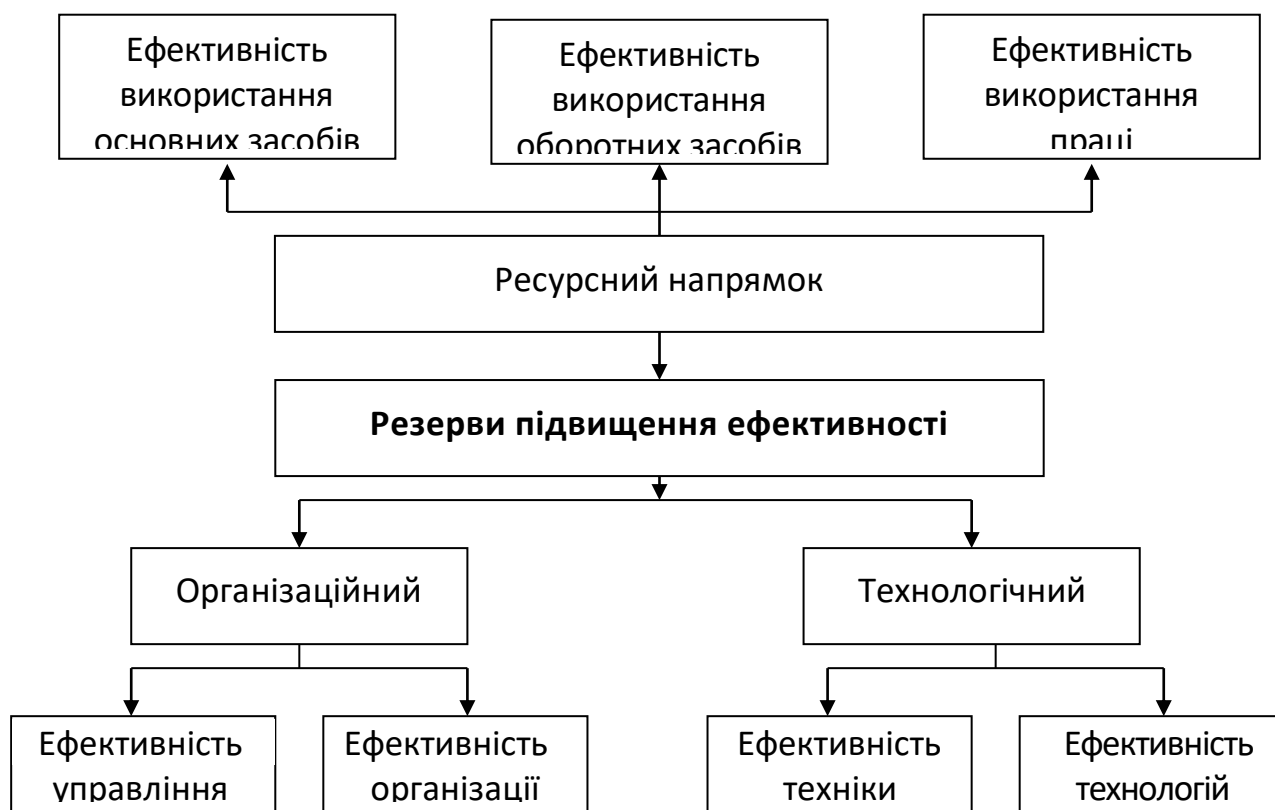 Ефективність
використання
основних засобів
Ефективність
використання
оборотних засобів
Ефективність
використання
праці
Ресурсний напрямок
Резерви підвищення ефективності
Організаційний
Технологічний
Ефективність
управління
Ефективність
організації
Ефективність
техніки
Ефективність
технологій